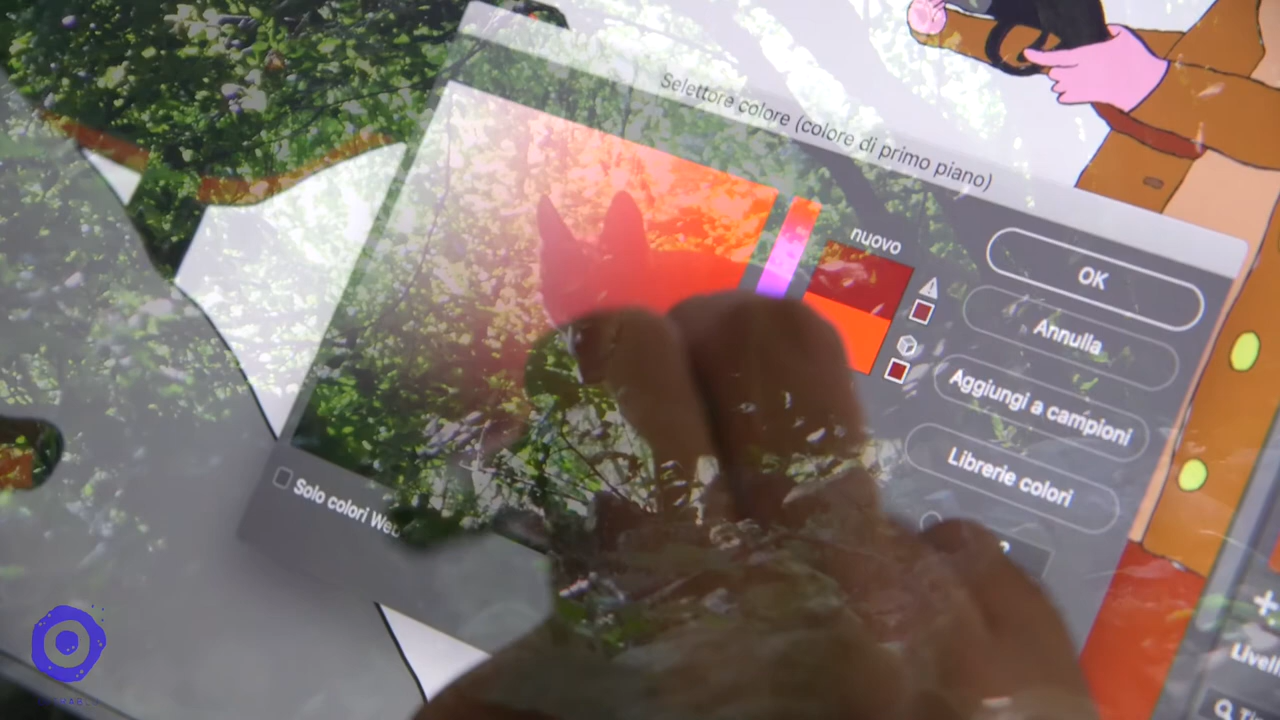 Selettore colore (colore di primo piano)
nuovo
OK
Annulla
Aggiungi a campioni
Librerie colori
Solo colori Web